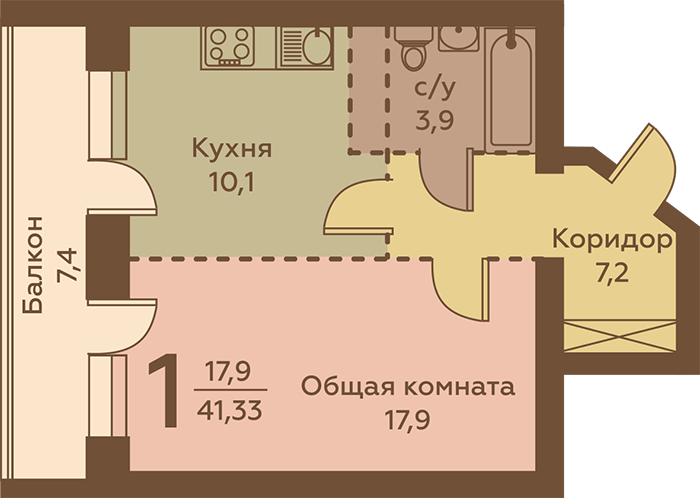 с/у
3,9
Кухня
10,1
Балкон
7,4
Коридор
7,2
1
17,9
41,33
Общая комната
17,9